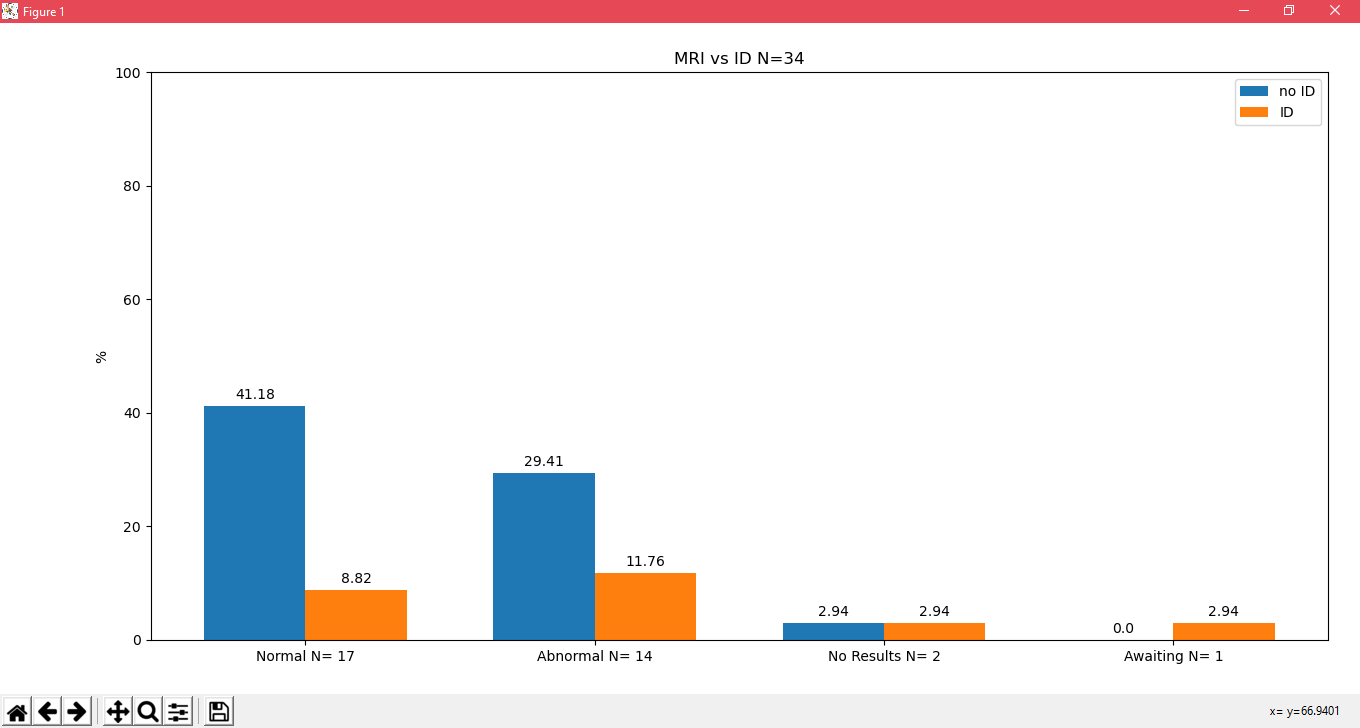 Figure 1
MRI vs ID N=34
100
80
60
40
20
0
%
no ID
ID
41.18
8.82
29.41
11.76
2.94
2.94
0.0
2.94
Normal N= 17
Abnormal N= 14
No Results N= 2
Awaiting N= 1
x= y=66.9401